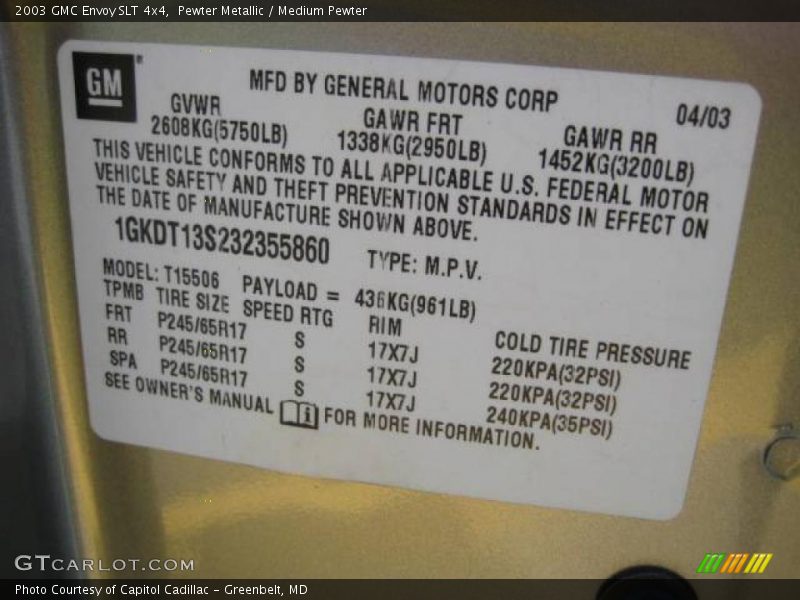 2003 GMC Envoy SLT 4x4, Pewter Metallic / Medium Pewter
GM
MFD BY GENERAL MOTORS CORP
04/03
GVWR GAWR FRT GAWR RR
2608KG(5750LB) 1338KG(2950LB) 1452KG(3200LB)
THIS VEHICLE CONFORMS TO ALL APPLICABLE U.S. FEDERAL MOTOR
VEHICLE SAFETY AND THEFT PREVENTION STANDARDS IN EFFECT ON
THE DATE OF MANUFACTURE SHOWN ABOVE.
1GKDT13S232355860 TYPE: M.P.V.
MODEL: T15506 PAYLOAD = 436KG(961LB)
TPMB TIRE SIZE SPEED RTG RIM COLD TIRE PRESSURE
FRT P245/65R17 S 17X7J 220KPA(32PSI)
RR P245/65R17 S 17X7J 220KPA(32PSI)
SPA P245/65R17 S 17X7J 240KPA(35PSI)
SEE OWNER'S MANUAL FOR MORE INFORMATION.
GTCARLOT.COM
Photo Courtesy of Capitol Cadillac - Greenbelt, MD